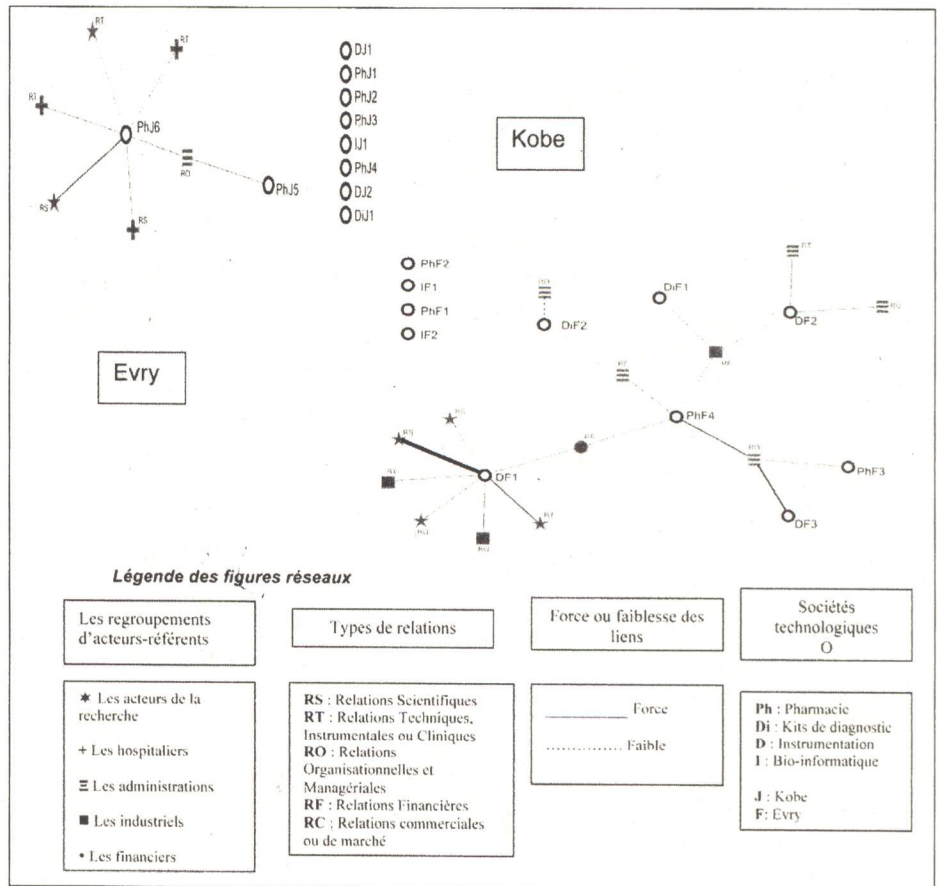 RT
RT
RT
PhJ6
RO
RS
RS
PhJ5
DJ1
PhJ1
PhJ2
PhJ3
IJ1
PhJ4
DJ2
DiJ1
Kobe
PhF2
IF1
PhF1
IF2
DiF2
DiF1
DF2
Evry
PhF4
PhF3
DF3
RS
DF1
Légende des figures réseaux
Les regroupements
d'acteurs-référents
Types de relations
Force ou faiblesse des
liens
Sociétés
technologiques
O
★ Les acteurs de la
recherche
+ Les hospitaliers
Ξ Les administrations
■ Les industriels
• Les financiers
RS : Relations Scientifiques
RT : Relations Techniques,
Instrumentales ou Cliniques
RO : Relations
Organisationnelles et
Managériales
RF : Relations Financières
RC : Relations commerciales
ou de marché
Force
Faible
Ph : Pharmacie
Di : Kits de diagnostic
D : Instrumentation
I : Bio-informatique
J : Kobe
F: Evry